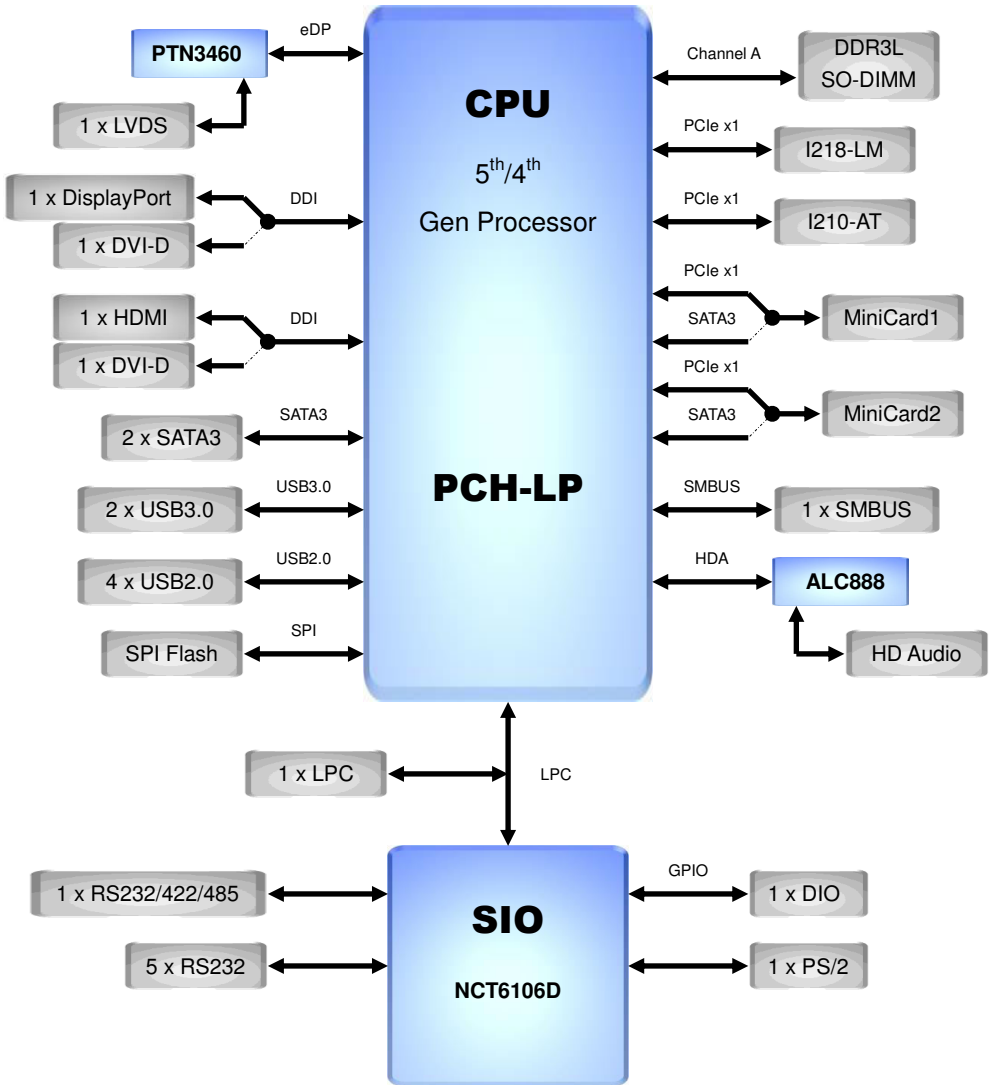 eDP
PTN3460
1 x LVDS
1 x DisplayPort
DDI
1 x DVI-D
1 x HDMI
DDI
1 x DVI-D
SATA3
2 x SATA3
USB3.0
2 x USB3.0
USB2.0
4 x USB2.0
SPI
SPI Flash
CPU
5th/4th
Gen Processor
PCH-LP
Channel A
DDR3L
SO-DIMM
PCIe x1
I218-LM
PCIe x1
I210-AT
PCIe x1
SATA3
MiniCard1
PCIe x1
SATA3
MiniCard2
SMBUS
1 x SMBUS
HDA
ALC888
HD Audio
1 x LPC
LPC
1 x RS232/422/485
5 x RS232
SIO
NCT6106D
GPIO
1 x DIO
1 x PS/2